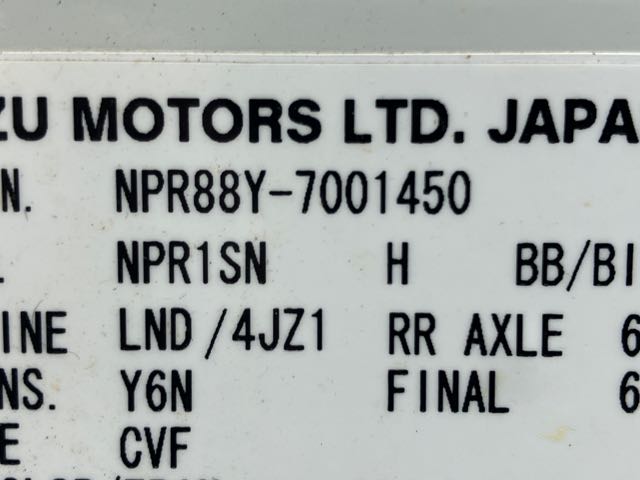 ZU MOTORS LTD. JAPA
N. NPR88Y-7001450
L NPR1SN H BB/BI
INE LND/4JZ1 RR AXLE 6
NS. Y6N FINAL 6
E CVF